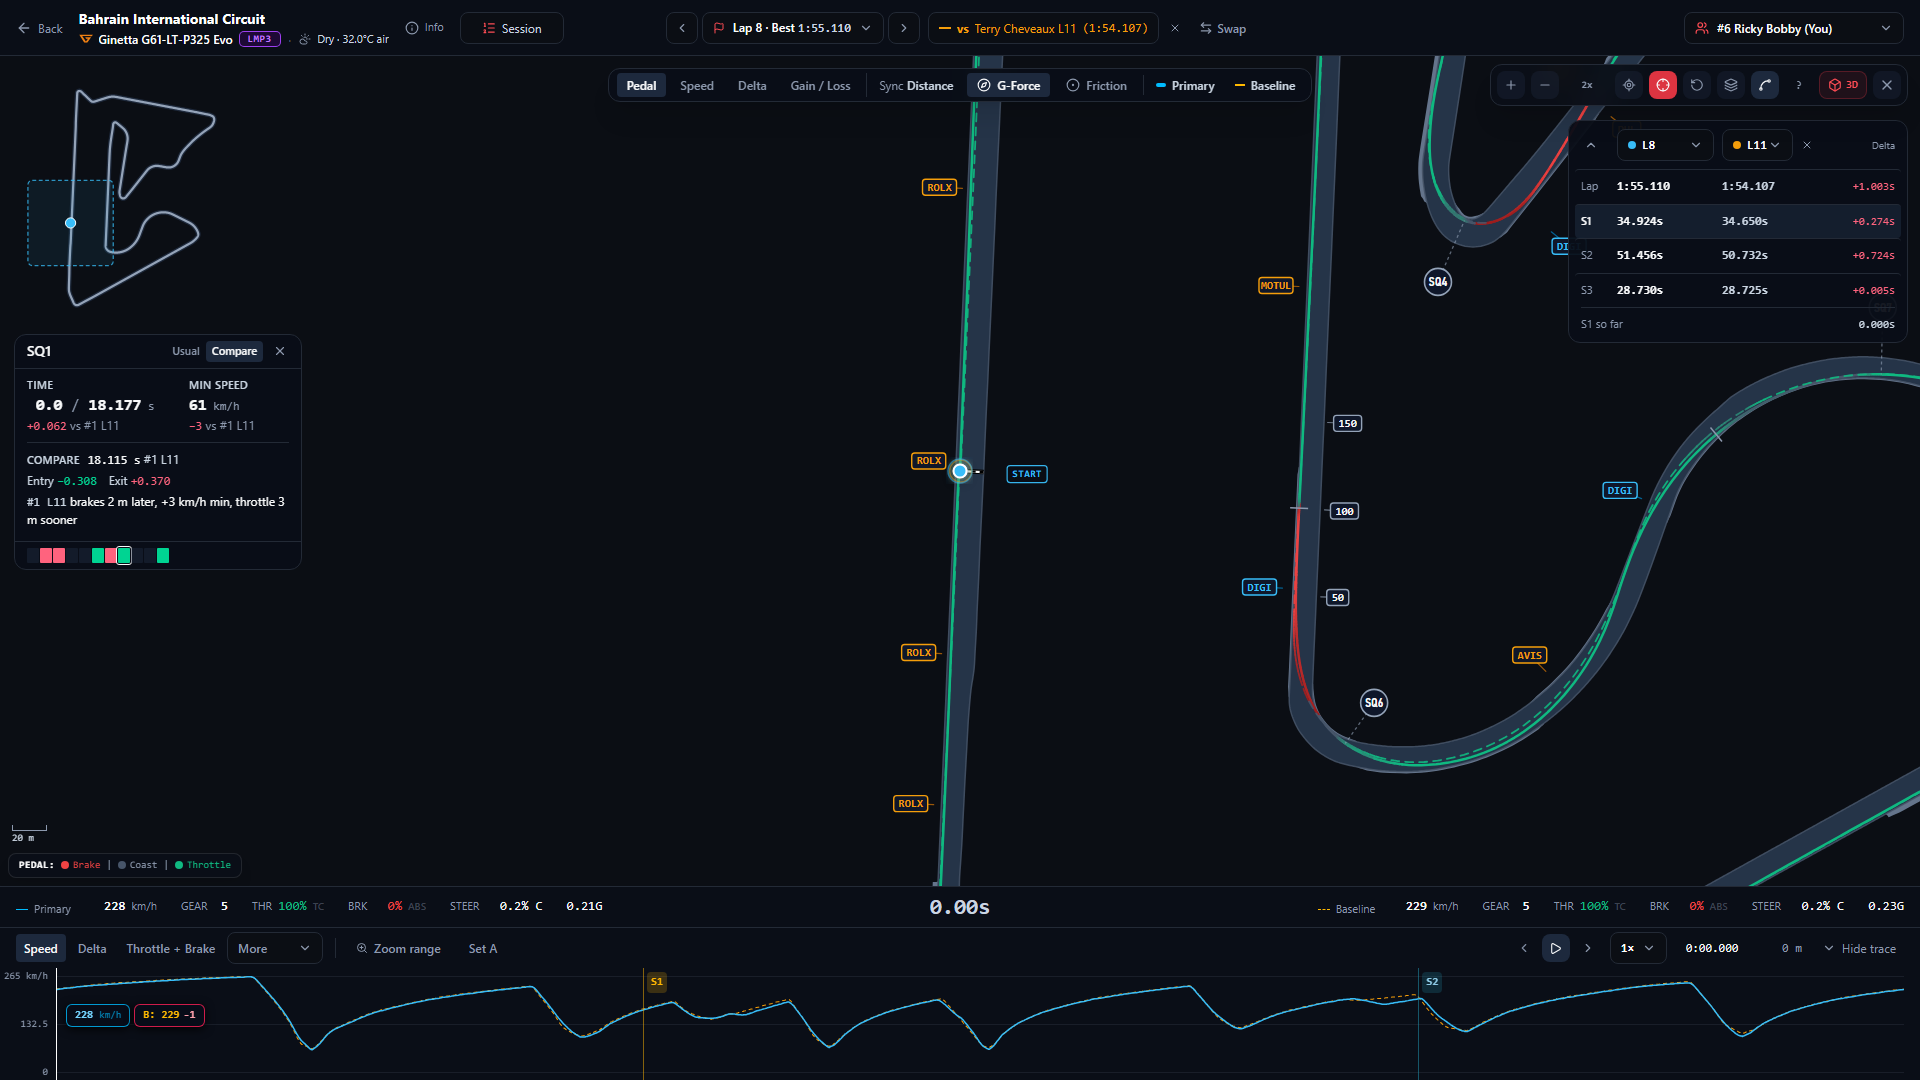 Back
Bahrain International Circuit
Ginetta G61-LT-P325 Evo LMP3 · Dry · 32.0°C air
Info
Session
Lap 8 · Best 1:55.110
vs Terry Cheveaux L11 (1:54.107)
Swap
#6 Ricky Bobby (You)
Pedal Speed Delta Gain / Loss Sync Distance G-Force Friction Primary Baseline
2x ? 3D
L8 L11 Delta
Lap 1:55.110 1:54.107 +1.003s
S1 34.924s 34.650s +0.274s
S2 51.456s 50.732s +0.724s
S3 28.730s 28.725s +0.005s
S1 so far 0.000s
ROLX
MOTUL
SQ4
DI
150
ROLX
START
100
DIGI
DIGI
50
ROLX
AVIS
SQ6
ROLX
SQ1 Usual Compare
TIME MIN SPEED
0.0 / 18.177 s 61 km/h
+0.062 vs #1 L11 −3 vs #1 L11
COMPARE 18.115 s #1 L11
Entry −0.308 Exit +0.370
#1 L11 brakes 2 m later, +3 km/h min, throttle 3
m sooner
20 m
PEDAL: Brake | Coast | Throttle
Primary 228 km/h GEAR 5 THR 100% TC BRK 0% ABS STEER 0.2% C 0.21G
0.00s
Baseline 229 km/h GEAR 5 THR 100% TC BRK 0% ABS STEER 0.2% C 0.23G
Speed Delta Throttle + Brake More Zoom range Set A
1x 0:00.000 0 m Hide trace
265 km/h
S1
S2
228 km/h B: 229 -1
132.5
0